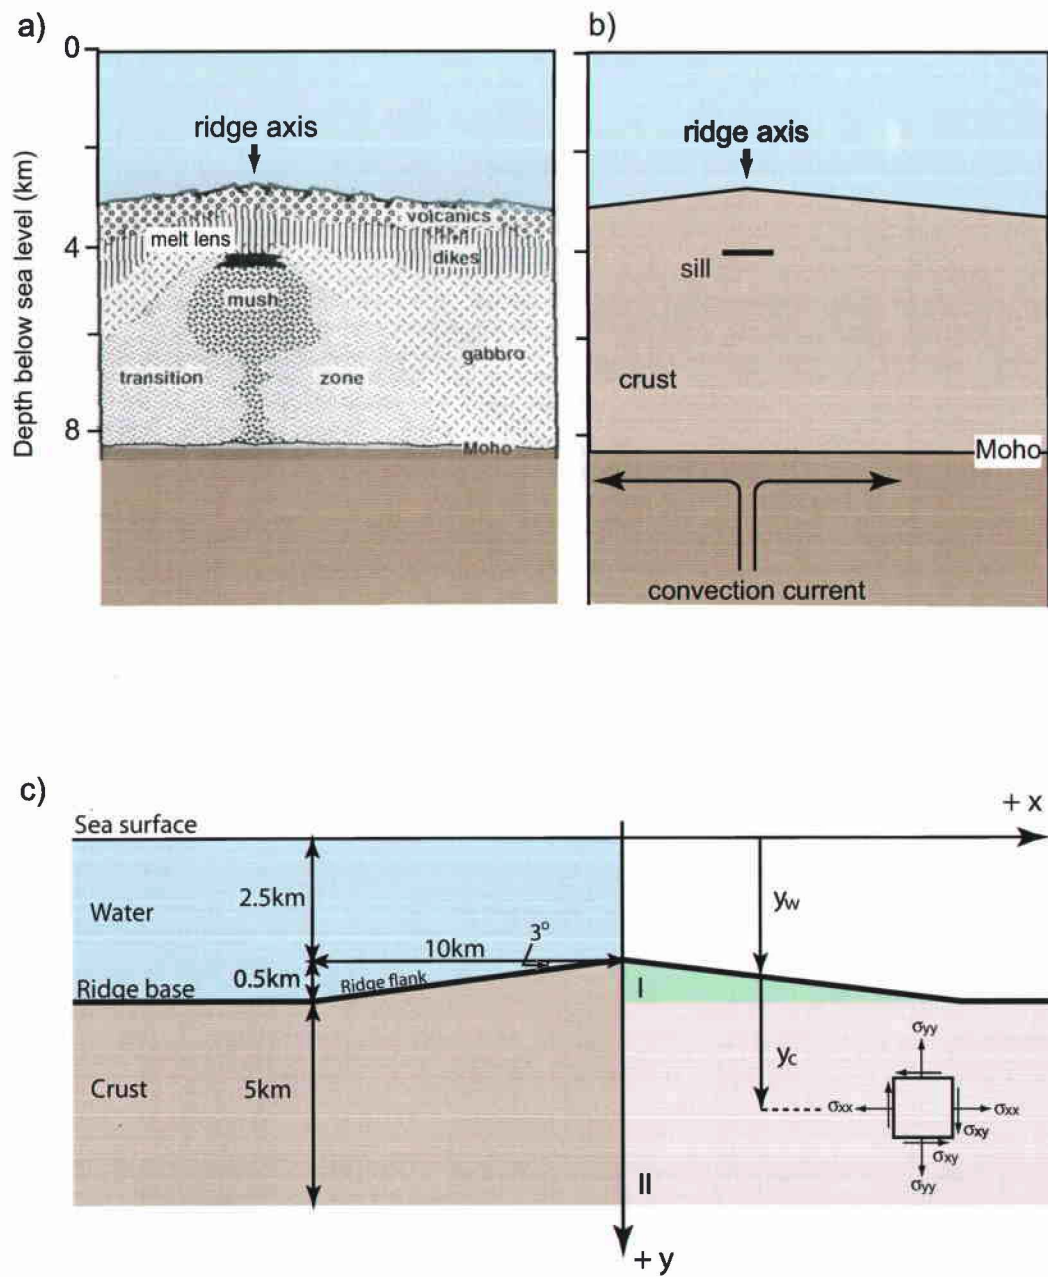 a)
0
4
8
Depth below sea level (km)
ridge axis
volcanics
melt lens
dikes
mush
gabbro
transition zone
Moho
b)
ridge axis
sill
crust
Moho
convection current
c)
Sea surface
+ x
Water
2.5km
yw
3°
10km
0.5km
Ridge flank
Ridge base
I
yc
Crust
5km
σyy
σxx
σxx
σxy
σxy
σyy
II
+ y